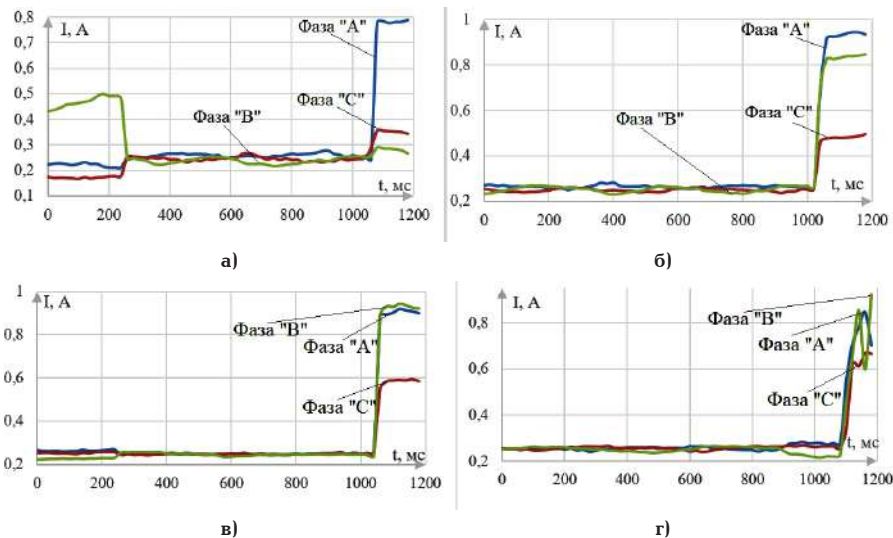 0,8
I, А
Фаза "А"
0,7
0,6
0,5
Фаза "С"
0,4
Фаза "В"
0,3
0,2
t, мс
0,1
0 200 400 600 800 1000 1200
а)
1
I, А
Фаза "А"
0,8
Фаза "С"
0,6
Фаза "В"
0,4
t, мс
0,2
0 200 400 600 800 1000 1200
б)
1
I, А
Фаза "В"
0,8
Фаза "А"
0,6
Фаза "С"
0,4
t, мс
0,2
0 200 400 600 800 1000 1200
в)
I, А
Фаза "В"
0,8
Фаза "А"
0,6
Фаза "С"
0,4
t, мс
0,2
0 200 400 600 800 1000 1200
г)